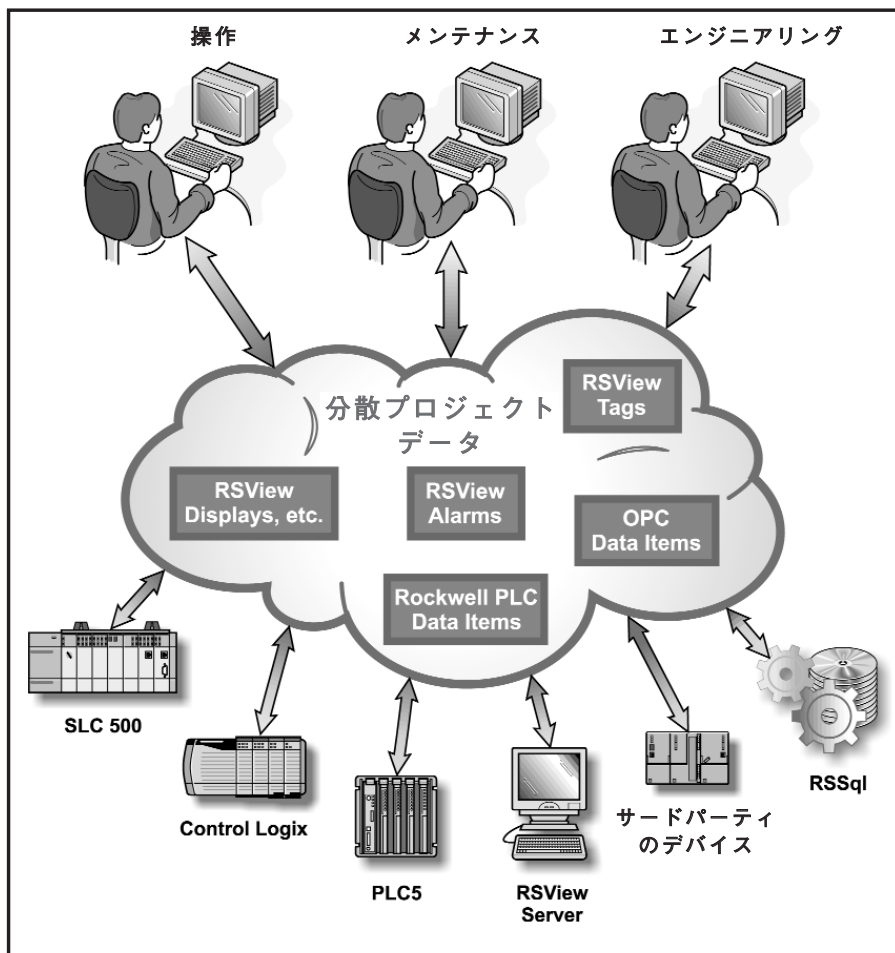 操作
メンテナンス
エンジニアリング
分散プロジェクト
データ
RSView
Tags
RSView
Displays, etc.
RSView
Alarms
OPC
Data Items
Rockwell PLC
Data Items
SLC 500
Control Logix
PLC5
RSView
Server
サードパーティ
のデバイス
RSSql